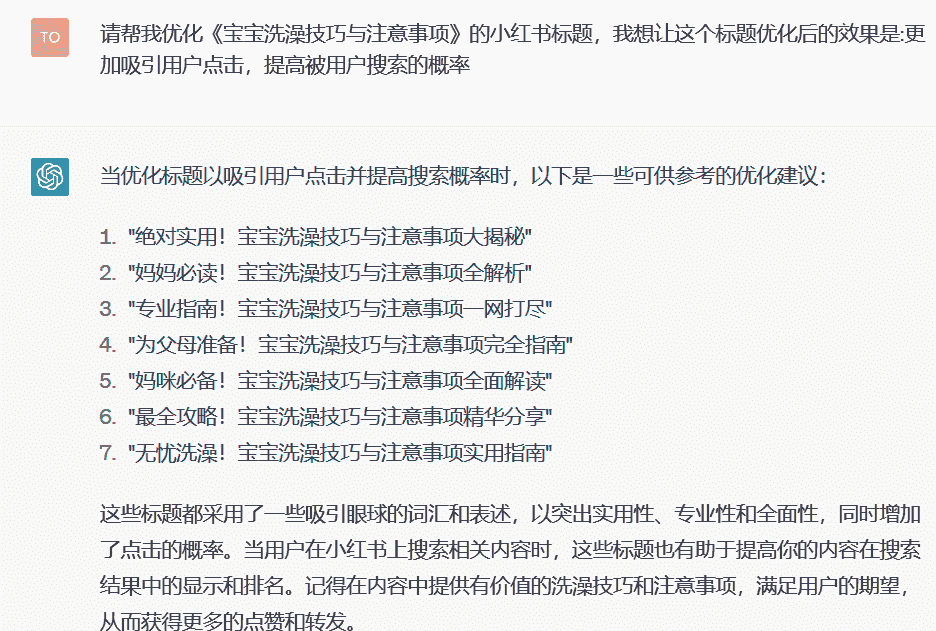 TO
请帮我优化《宝宝洗澡技巧与注意事项》的小红书标题，我想让这个标题优化后的效果是:更
加吸引用户点击，提高被用户搜索的概率
当优化标题以吸引用户点击并提高搜索概率时，以下是一些可供参考的优化建议：
1. "绝对实用！宝宝洗澡技巧与注意事项大揭秘"
2. "妈妈必读！宝宝洗澡技巧与注意事项全解析"
3. "专业指南！宝宝洗澡技巧与注意事项一网打尽"
4. "为父母准备！宝宝洗澡技巧与注意事项完全指南"
5. "妈咪必备！宝宝洗澡技巧与注意事项全面解读"
6. "最全攻略！宝宝洗澡技巧与注意事项精华分享"
7. "无忧洗澡！宝宝洗澡技巧与注意事项实用指南"
这些标题都采用了一些吸引眼球的词汇和表述，以突出实用性、专业性和全面性，同时增加
了点击的概率。当用户在小红书上搜索相关内容时，这些标题也有助于提高你的内容在搜索
结果中的显示和排名。记得在内容中提供有价值的洗澡技巧和注意事项，满足用户的期望，
从而获得更多的点赞和转发。